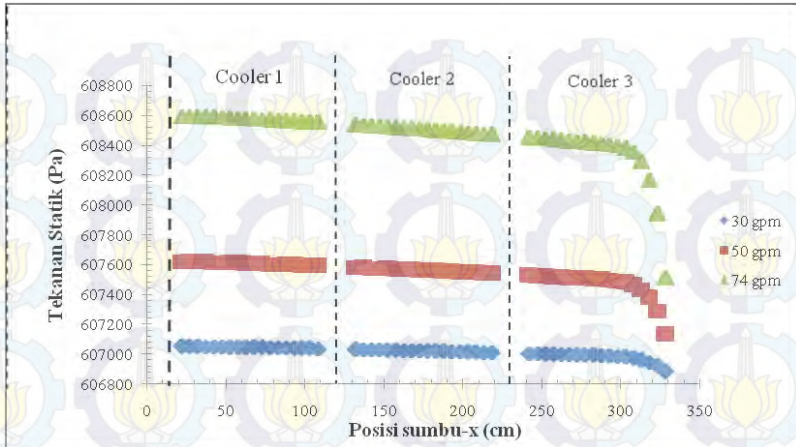 Cooler 1
Cooler 2
Cooler 3
Tekanan Statik (Pa)
608800
608600
608400
608200
608000
607800
607600
607400
607200
607000
606800
30 gpm
50 gpm
74 gpm
0
50
100
150
200
250
300
350
Posisi sumbu-x (cm)